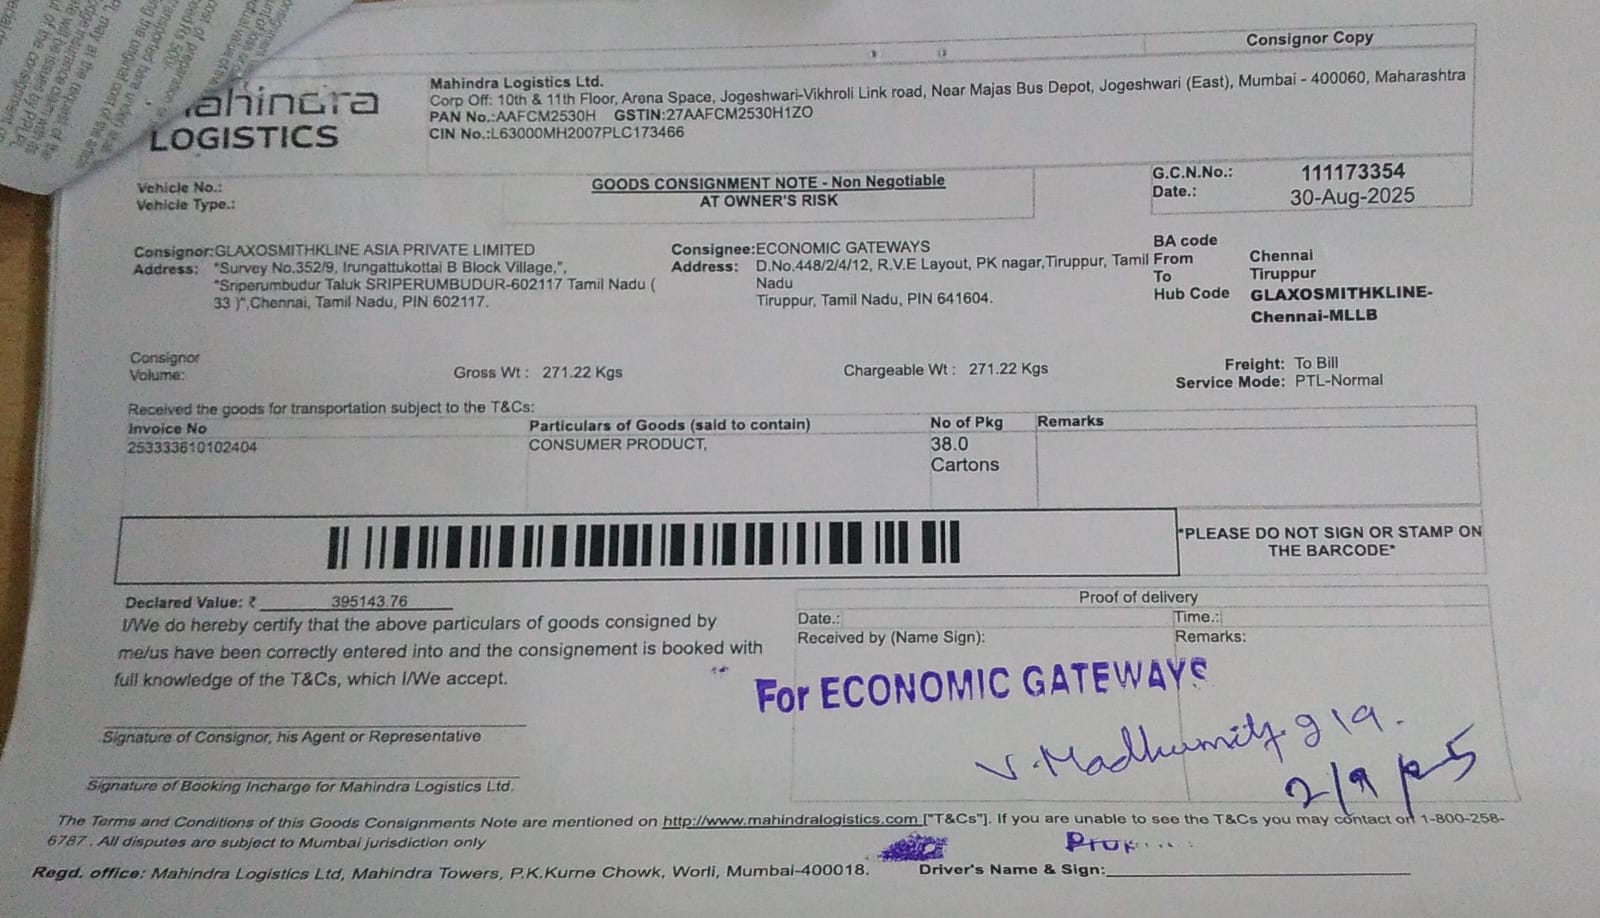 Consignor Copy
mahindra
LOGISTICS
Mahindra Logistics Ltd.
Corp Off: 10th & 11th Floor, Arena Space, Jogeshwari-Vikhroli Link road, Near Majas Bus Depot, Jogeshwari (East), Mumbai - 400060, Maharashtra
PAN No.:AAFCM2530H GSTIN:27AAFCM2530H1ZO
CIN No.:L63000MH2007PLC173466
Vehicle No.:
Vehicle Type.:
GOODS CONSIGNMENT NOTE - Non Negotiable
AT OWNER'S RISK
G.C.N.No.: 111173354
Date.: 30-Aug-2025
Consignor:GLAXOSMITHKLINE ASIA PRIVATE LIMITED
Address: "Survey No.352/9, Irungattukottai B Block Village,",
"Sriperumbudur Taluk SRIPERUMBUDUR-602117 Tamil Nadu (
33 )",Chennai, Tamil Nadu, PIN 602117.
Consignee:ECONOMIC GATEWAYS
Address: D.No.448/2/4/12, R.V.E Layout, PK nagar,Tiruppur, Tamil
Nadu
Tiruppur, Tamil Nadu, PIN 641604.
BA code
From Chennai
To Tiruppur
Hub Code GLAXOSMITHKLINE-
Chennai-MLLB
Consignor
Volume:
Gross Wt : 271.22 Kgs
Chargeable Wt : 271.22 Kgs
Freight: To Bill
Service Mode: PTL-Normal
Received the goods for transportation subject to the T&Cs:
Invoice No Particulars of Goods (said to contain) No of Pkg Remarks
253333610102404 CONSUMER PRODUCT, 38.0
Cartons
*PLEASE DO NOT SIGN OR STAMP ON
THE BARCODE*
Declared Value: ₹ 395143.76
I/We do hereby certify that the above particulars of goods consigned by
me/us have been correctly entered into and the consignement is booked with
full knowledge of the T&Cs, which I/We accept.
Signature of Consignor, his Agent or Representative
Signature of Booking Incharge for Mahindra Logistics Ltd.
Proof of delivery
Date.: Time.:
Received by (Name Sign): Remarks:
For ECONOMIC GATEWAYS
V. Madhumitha
2/9
The Terms and Conditions of this Goods Consignments Note are mentioned on http://www.mahindralogistics.com ["T&Cs"]. If you are unable to see the T&Cs you may contact on 1-800-258-
6787 . All disputes are subject to Mumbai jurisdiction only
Regd. office: Mahindra Logistics Ltd, Mahindra Towers, P.K.Kurne Chowk, Worli, Mumbai-400018.
Driver's Name & Sign: